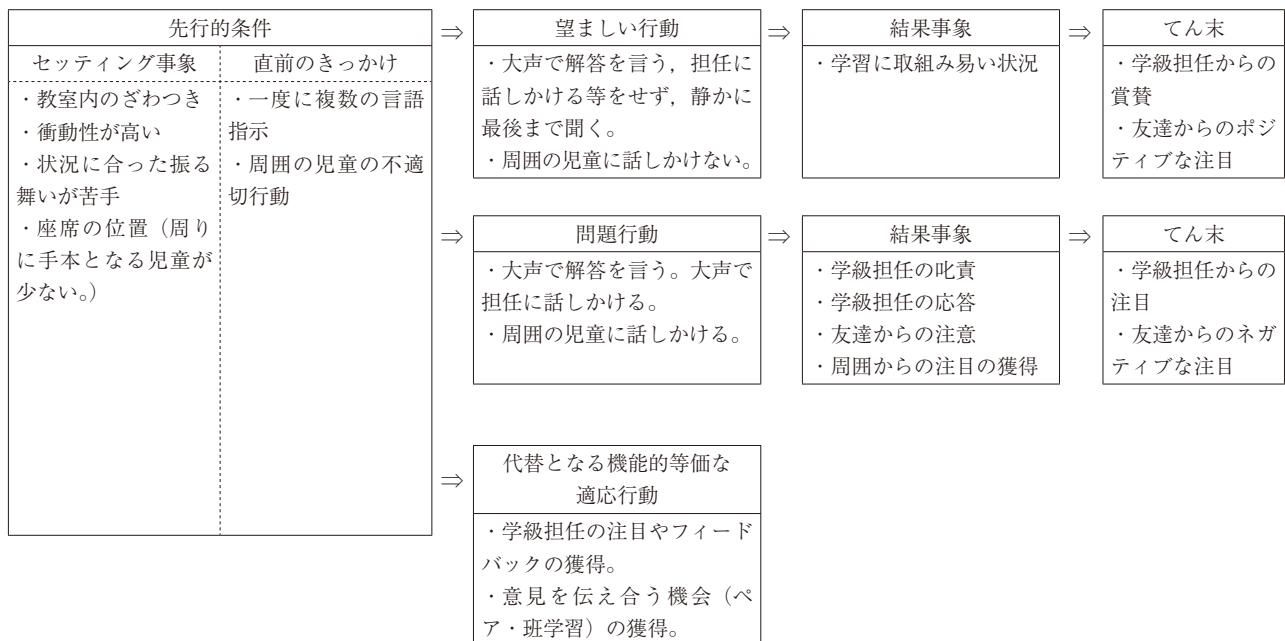 先行的条件
セッティング事象
・教室内のざわつき
・衝動性が高い
・状況に合った振る
舞いが苦手
・座席の位置（周り
に手本となる児童が
少ない。）
直前のきっかけ
・一度に複数の言語
指示
・周囲の児童の不適
切行動
⇒
望ましい行動
・大声で解答を言う，担任に
話しかける等をせず，静かに
最後まで聞く。
・周囲の児童に話しかけない。
⇒
結果事象
・学習に取組み易い状況
⇒
てん末
・学級担任からの
賞賛
・友達からのポジ
ティブな注目
⇒
問題行動
・大声で解答を言う。大声で
担任に話しかける。
・周囲の児童に話しかける。
⇒
結果事象
・学級担任の叱責
・学級担任の応答
・友達からの注意
・周囲からの注目の獲得
⇒
てん末
・学級担任からの
注目
・友達からのネガ
ティブな注目
⇒
代替となる機能的等価な
適応行動
・学級担任の注目やフィード
バックの獲得。
・意見を伝え合う機会（ペ
ア・班学習）の獲得。